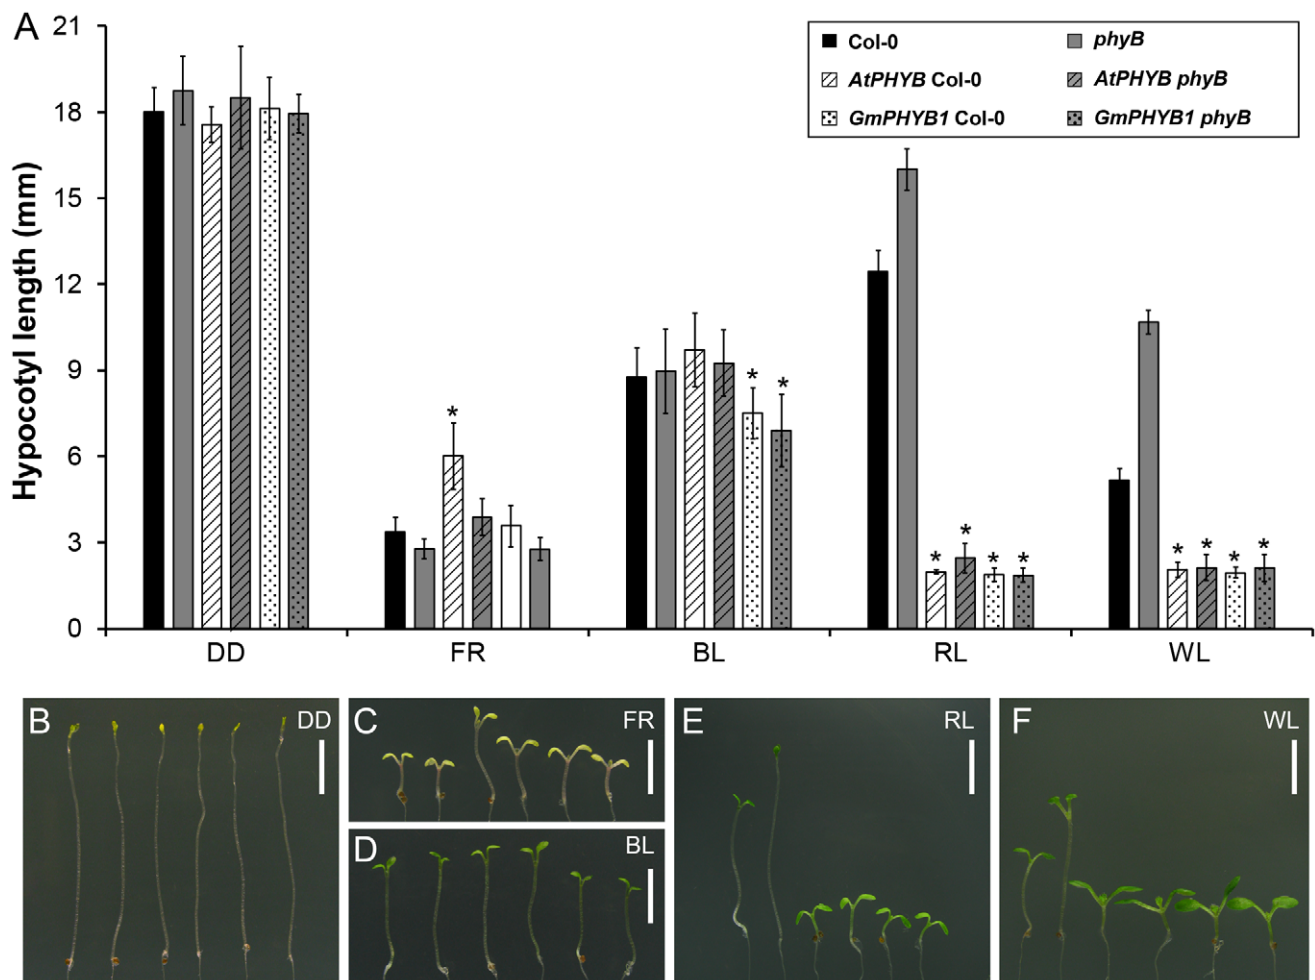 A
21
18
15
12
9
6
3
0
Hypocotyl length (mm)
Col-0
phyB
AtPHYB Col-0
AtPHYB phyB
GmPHYB1 Col-0
GmPHYB1 phyB
*
* *
* * * *
* * * *
DD FR BL RL WL
B DD
C FR
D BL
E RL
F WL